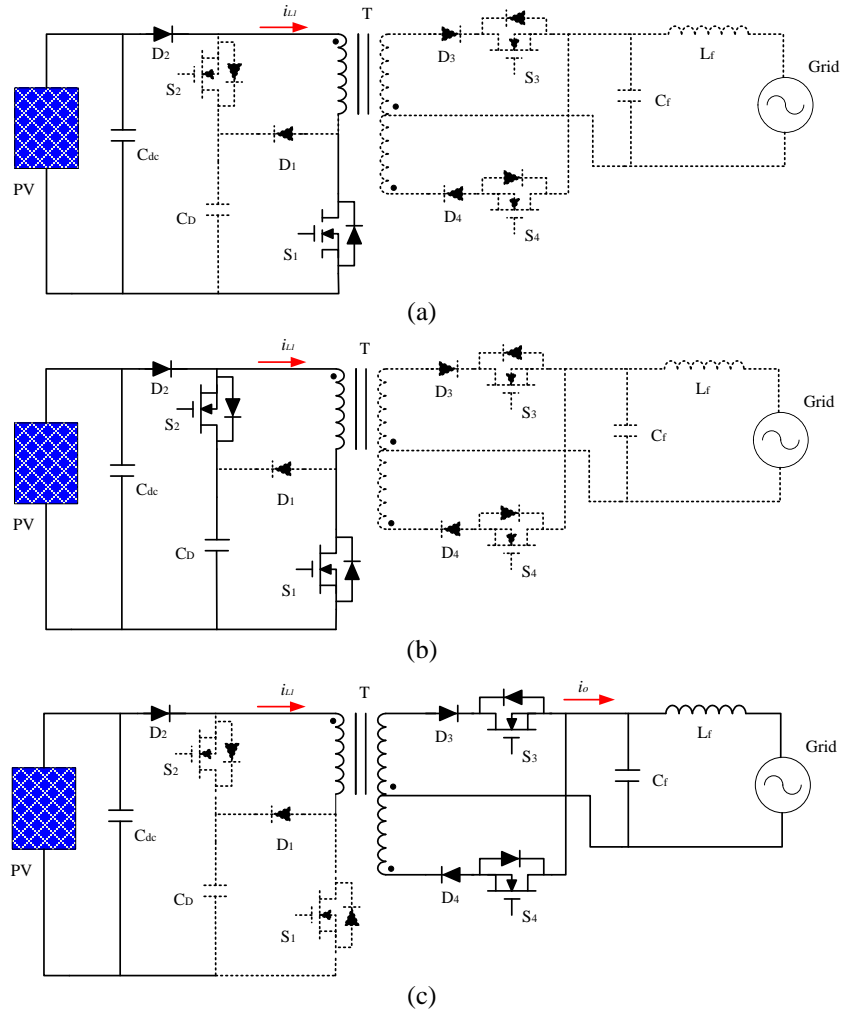 iL1 T
D2 S2 D3 S3 Lf Grid
Cdc D1 Cf
PV CD S1 D4 S4
(a)
iL1 T
D2 S2 D3 S3 Lf Grid
Cdc D1 Cf
PV CD S1 D4 S4
(b)
iL1 T io
D2 S2 D3 S3 Lf Grid
Cdc D1 Cf
PV CD S1 D4 S4
(c)